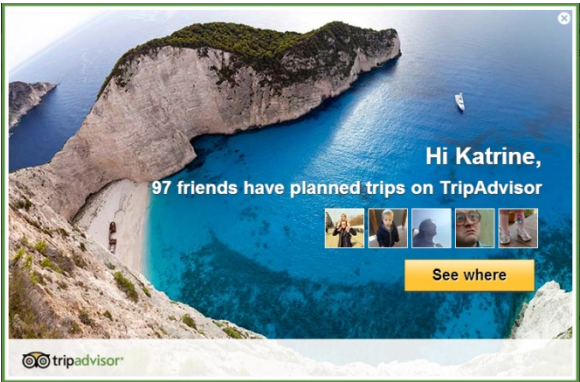 Hi Katrine,
97 friends have planned trips on TripAdvisor
See where
tripadvisor